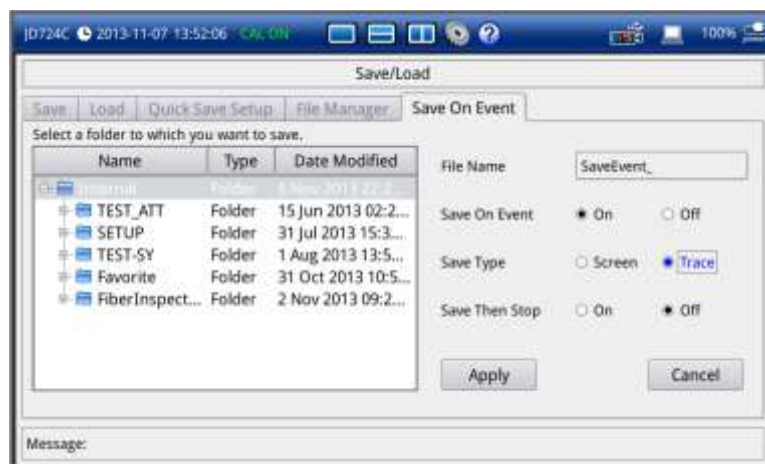 JD724C 2013-11-07 13:52:06 CAL ON 100%
Save/Load
Save Load Quick Save Setup File Manager Save On Event
Select a folder to which you want to save.
Name Type Date Modified
Internal Folder
TEST_ATT Folder 15 Jun 2013 02:2...
SETUP Folder 31 Jul 2013 15:3...
TEST-SY Folder 1 Aug 2013 13:5...
Favorite Folder 31 Oct 2013 10:5...
FiberInspect... Folder 2 Nov 2013 09:2...
File Name SaveEvent_
Save On Event On Off
Save Type Screen Trace
Save Then Stop On Off
Apply Cancel
Message: